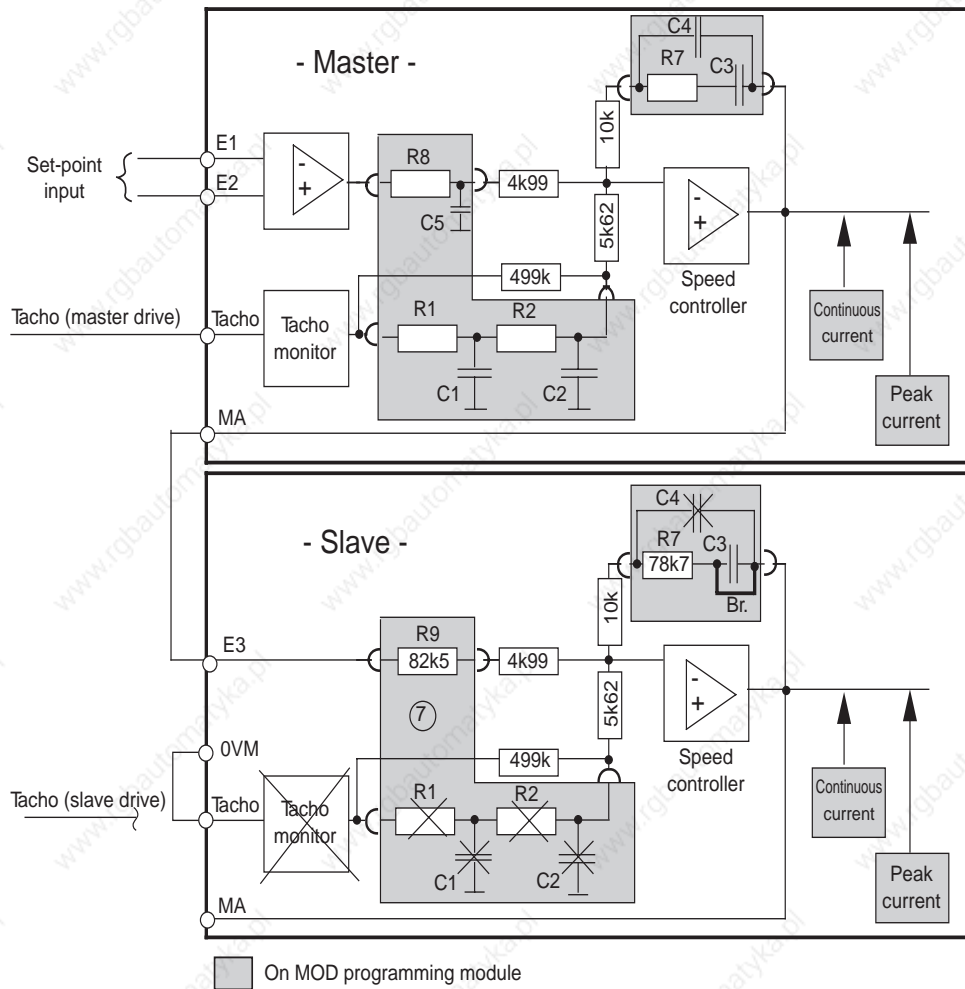 C4
- Master -
R7
C3
10k
E1
Set-point
input
E2
-
+
R8
4k99
C5
5k62
-
+
499k
Speed
controller
Tacho (master drive)
Tacho
Tacho
monitor
R1
R2
C1
C2
Continuous
current
Peak
current
MA
C4
- Slave -
R7
C3
78k7
Br.
10k
E3
R9
82k5
4k99
7
5k62
-
+
0VM
499k
Speed
controller
Tacho (slave drive)
Tacho
Tacho
monitor
R1
R2
C1
C2
Continuous
current
Peak
current
MA
On MOD programming module
www.rgbautomatyka.pl